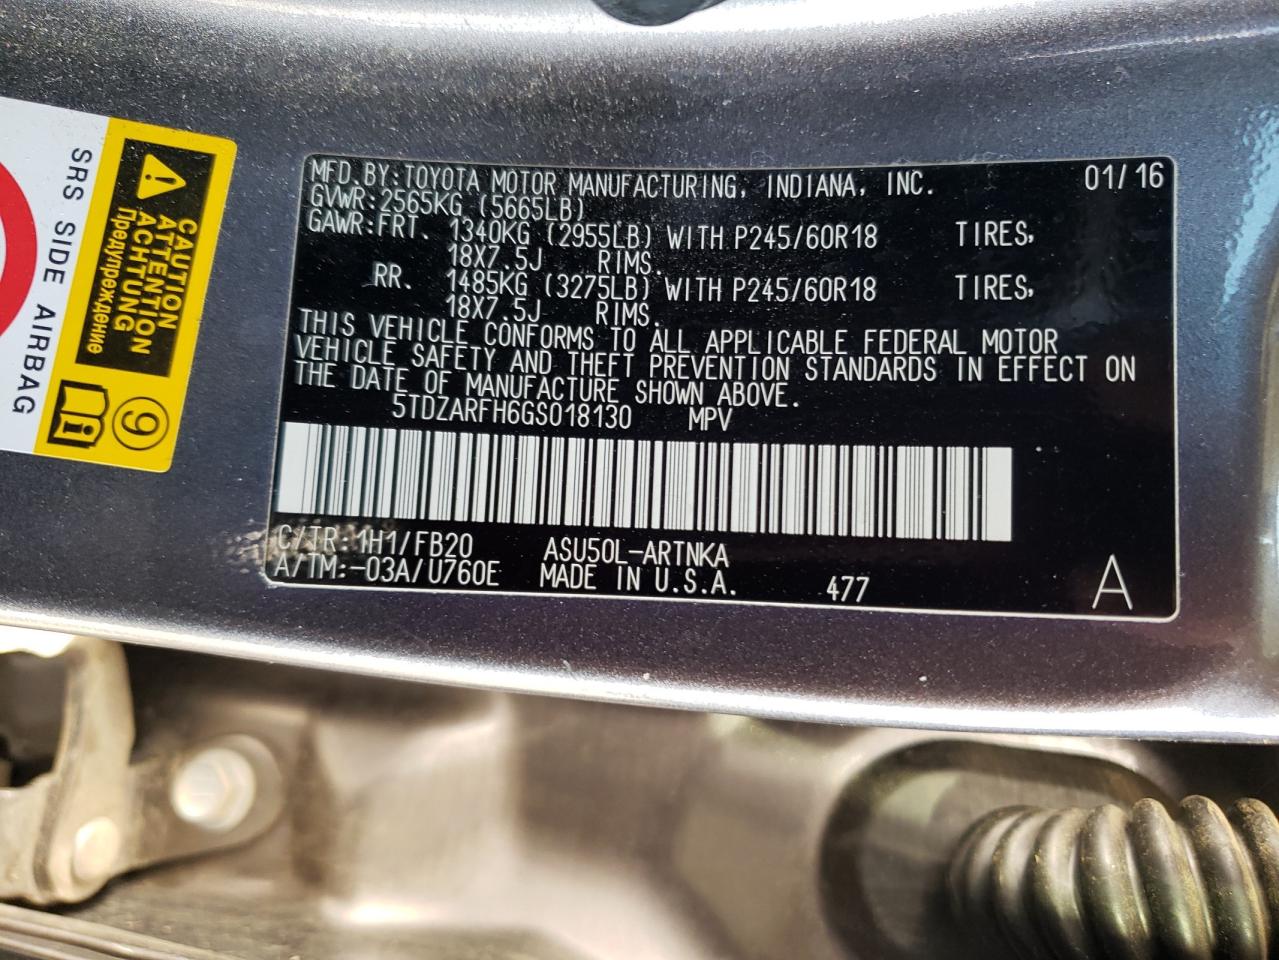 SRS SIDE AIRBAG
CAUTION
ATTENTION
ACHTUNG
Предупреждение
9
MFD.BY:TOYOTA MOTOR MANUFACTURING, INDIANA, INC. 01/16
GVWR:2565KG (5665LB)
GAWR:FRT. 1340KG (2955LB) WITH P245/60R18 TIRES,
18X7.5J RIMS.
RR. 1485KG (3275LB) WITH P245/60R18 TIRES,
18X7.5J RIMS.
THIS VEHICLE CONFORMS TO ALL APPLICABLE FEDERAL MOTOR
VEHICLE SAFETY AND THEFT PREVENTION STANDARDS IN EFFECT ON
THE DATE OF MANUFACTURE SHOWN ABOVE.
5TDZARFH6GS018130 MPV
C/TR:1H1/FB20 ASU50L-ARTNKA
A/TM:-03A/U760E MADE IN U.S.A. 477 A